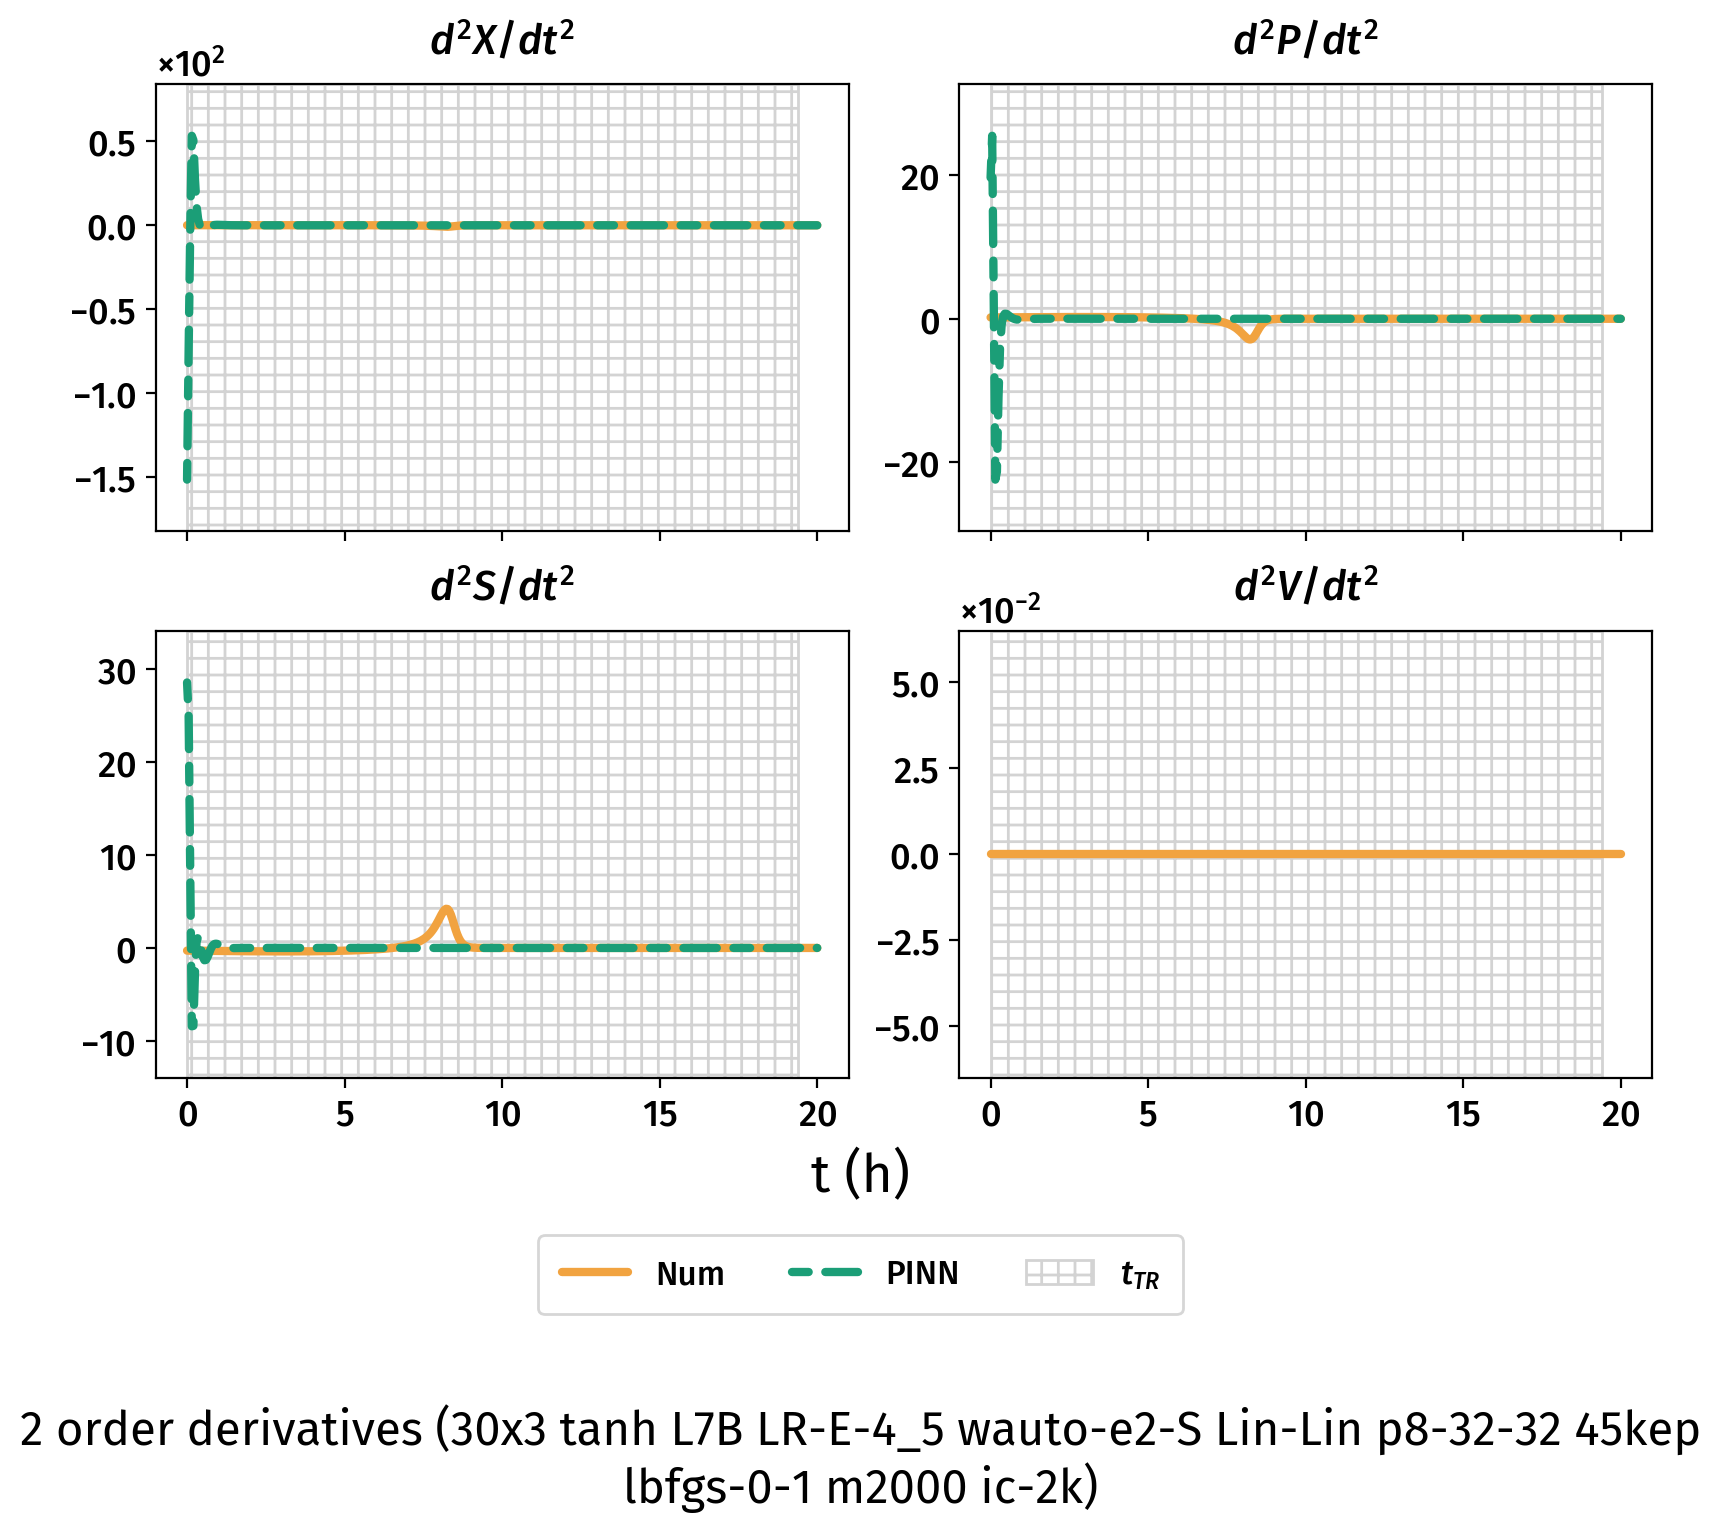 d²X/dt²
×10²
0.5
0.0
−0.5
−1.0
−1.5
d²P/dt²
20
0
−20
d²S/dt²
30
20
10
0
−10
0 5 10 15 20
d²V/dt²
×10⁻²
5.0
2.5
0.0
−2.5
−5.0
0 5 10 15 20
t (h)
Num PINN t_TR
2 order derivatives (30x3 tanh L7B LR-E-4_5 wauto-e2-S Lin-Lin p8-32-32 45kep
lbfgs-0-1 m2000 ic-2k)